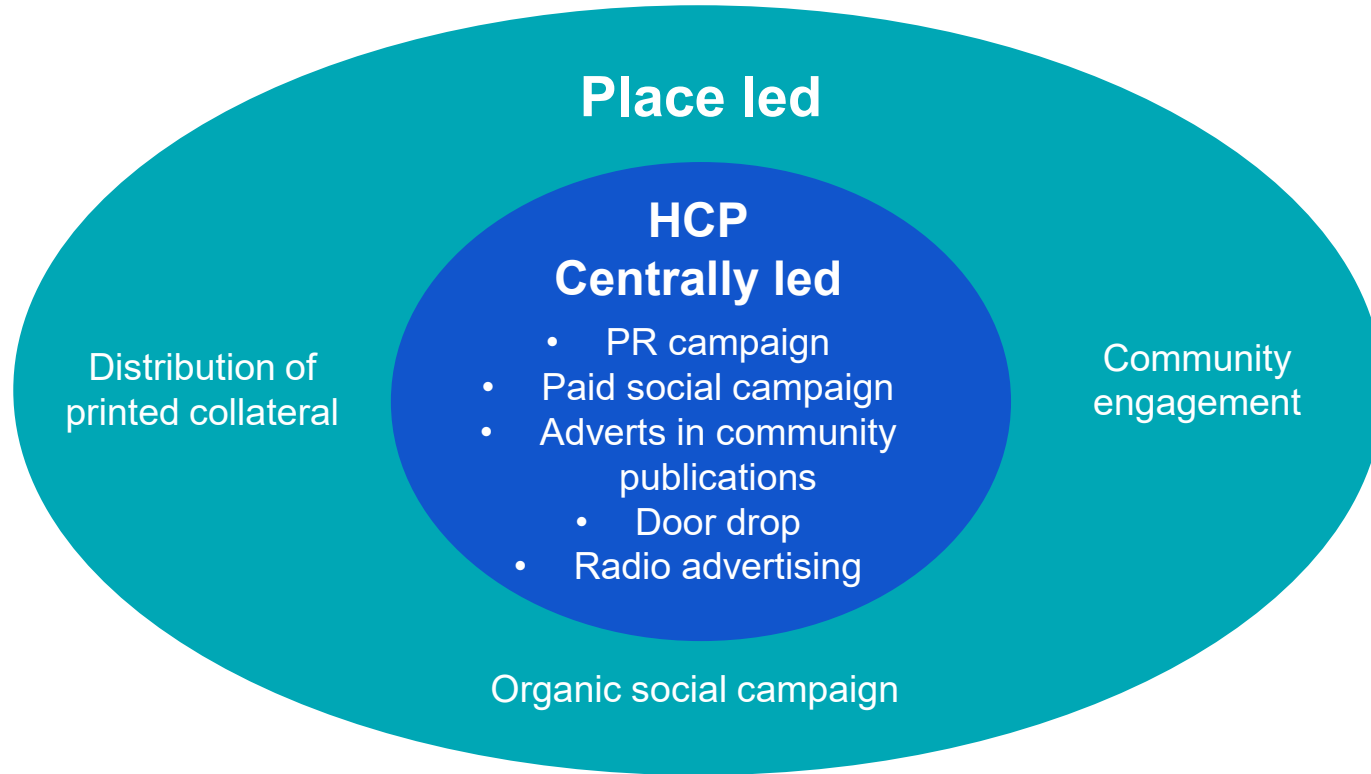 Place led
HCP
Centrally led
• PR campaign
• Paid social campaign
• Adverts in community
publications
• Door drop
• Radio advertising
Distribution of
printed collateral
Community
engagement
Organic social campaign